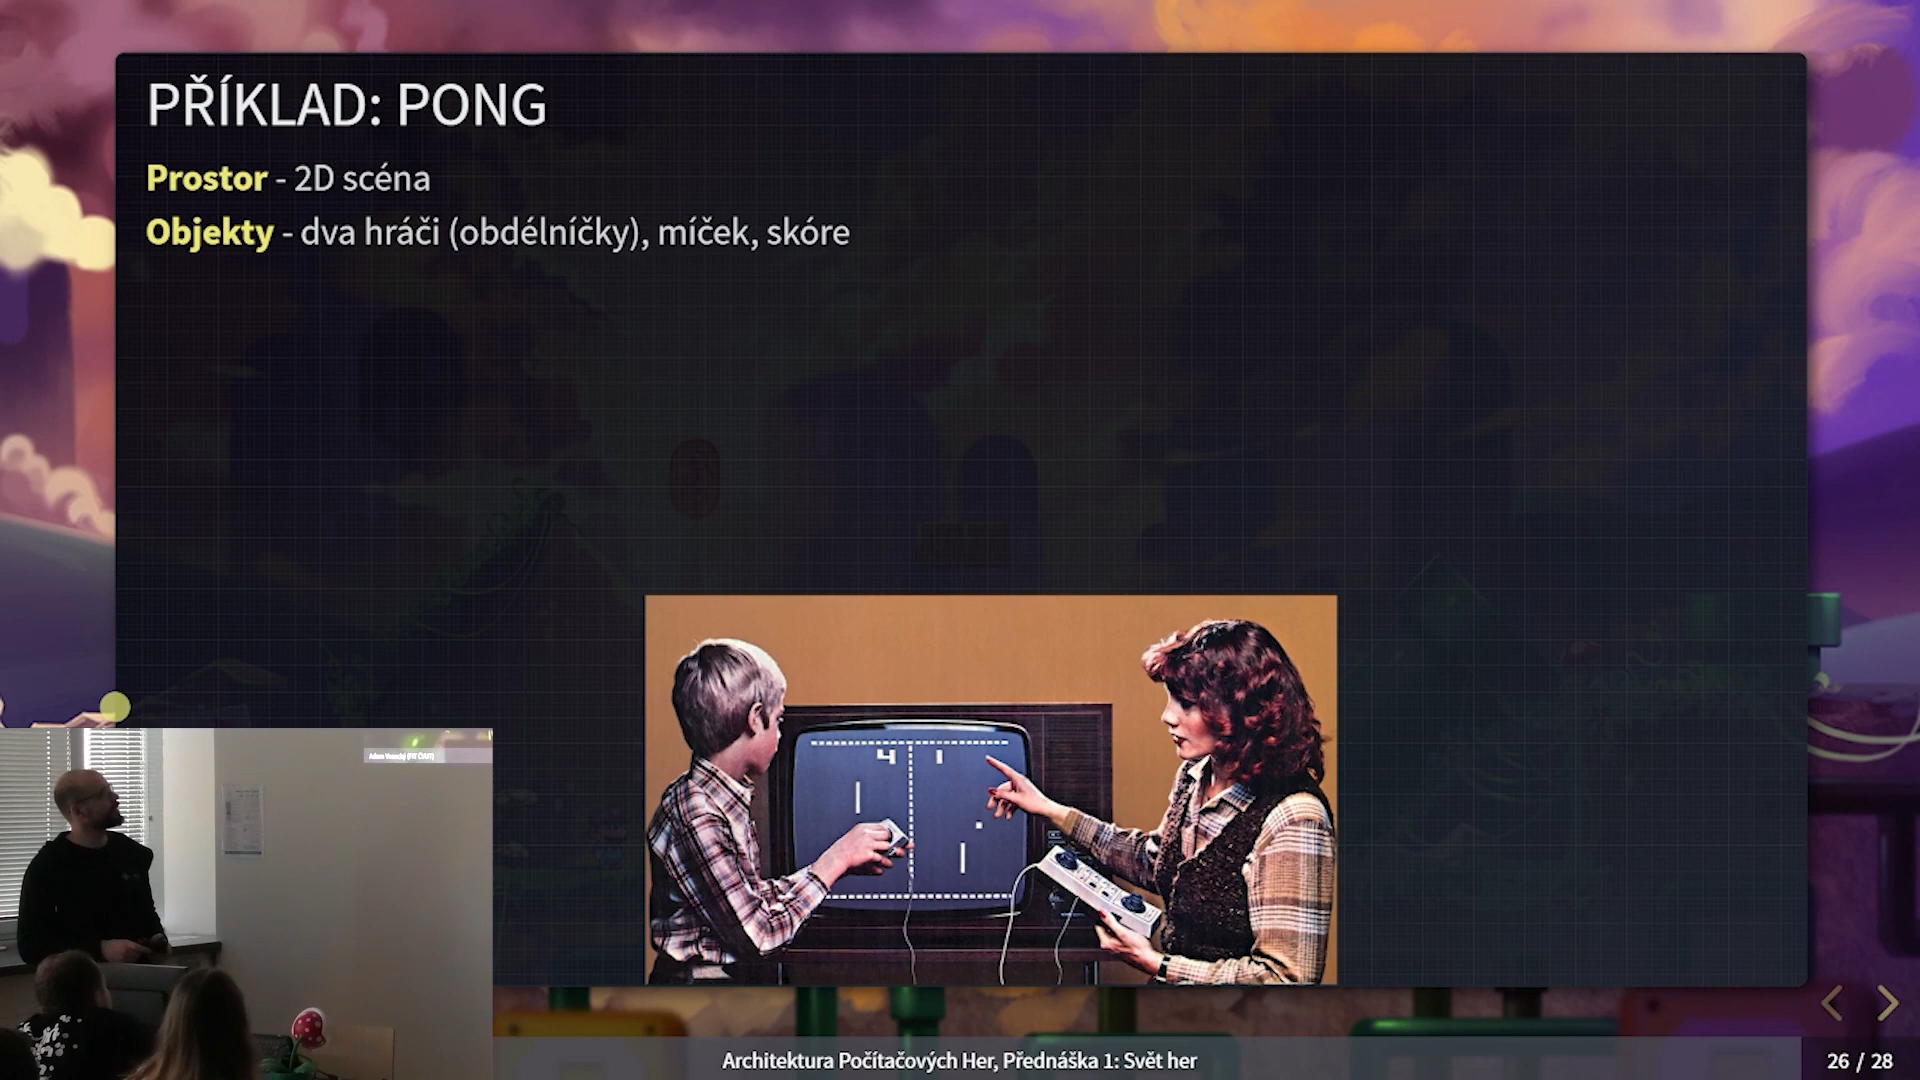 PŘÍKLAD: PONG
Prostor - 2D scéna
Objekty - dva hráči (obdélníčky), míček, skóre
4 1
Architektura Počítačových Her, Přednáška 1: Svět her
26 / 28